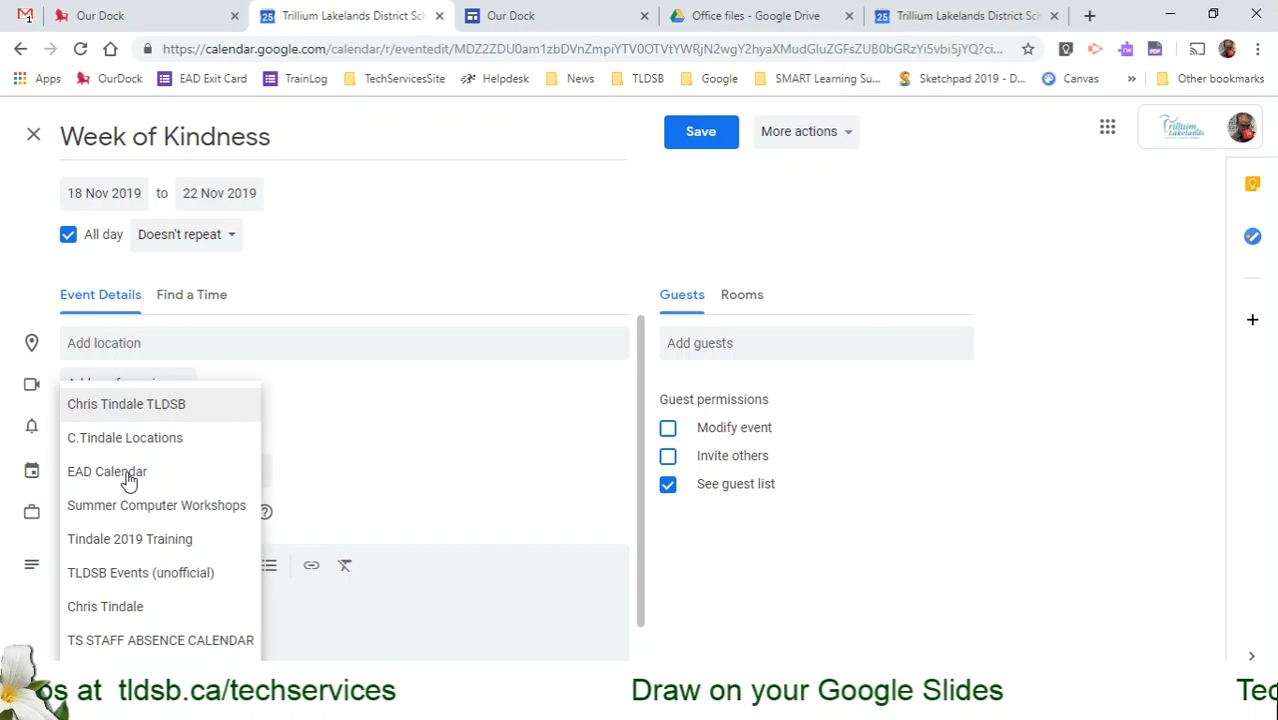 Our Dock
Trillium Lakelands District Sch
Our Dock
Office files - Google Drive
Trillium Lakelands District Sch
https://calendar.google.com/calendar/r/eventedit/MDZ2ZDU0am1zbDVnZmpiYTV0OTVtYWRjN2wgY2hyaXMudGluZGFsZUB0bGRzYi5vbi5jYQ?ci...
Apps
OurDock
EAD Exit Card
TrainLog
TechServicesSite
Helpdesk
News
TLDSB
Google
SMART Learning Su...
Sketchpad 2019 - D...
Canvas
»
Other bookmarks
Week of Kindness
Save
More actions
Trillium
Lakelands
18 Nov 2019 to 22 Nov 2019
All day
Doesn't repeat
Event Details
Find a Time
Guests
Rooms
Add location
Add guests
Chris Tindale TLDSB
Guest permissions
C.Tindale Locations
Modify event
EAD Calendar
Invite others
Summer Computer Workshops
See guest list
Tindale 2019 Training
TLDSB Events (unofficial)
Chris Tindale
TS STAFF ABSENCE CALENDAR
os at tldsb.ca/techservices
Draw on your Google Slides
Tec